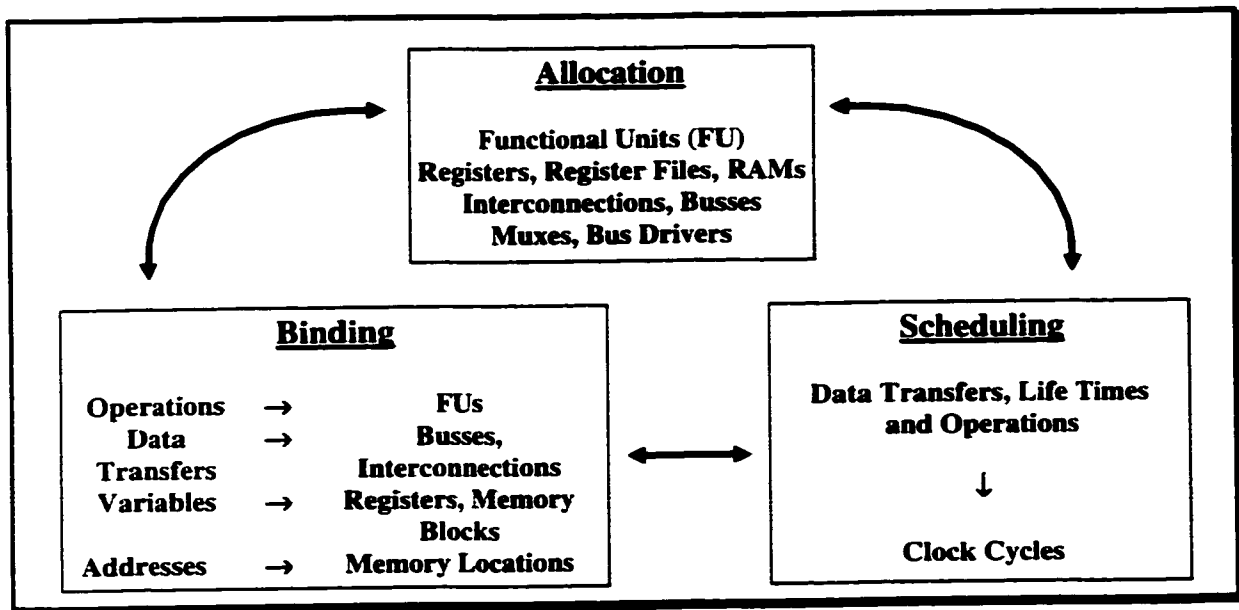 Allocation
Functional Units (FU)
Registers, Register Files, RAMs
Interconnections, Busses
Muxes, Bus Drivers
Binding
Operations → FUs
Data → Busses,
Transfers Interconnections
Variables → Registers, Memory
Blocks
Addresses → Memory Locations
Scheduling
Data Transfers, Life Times
and Operations
↓
Clock Cycles